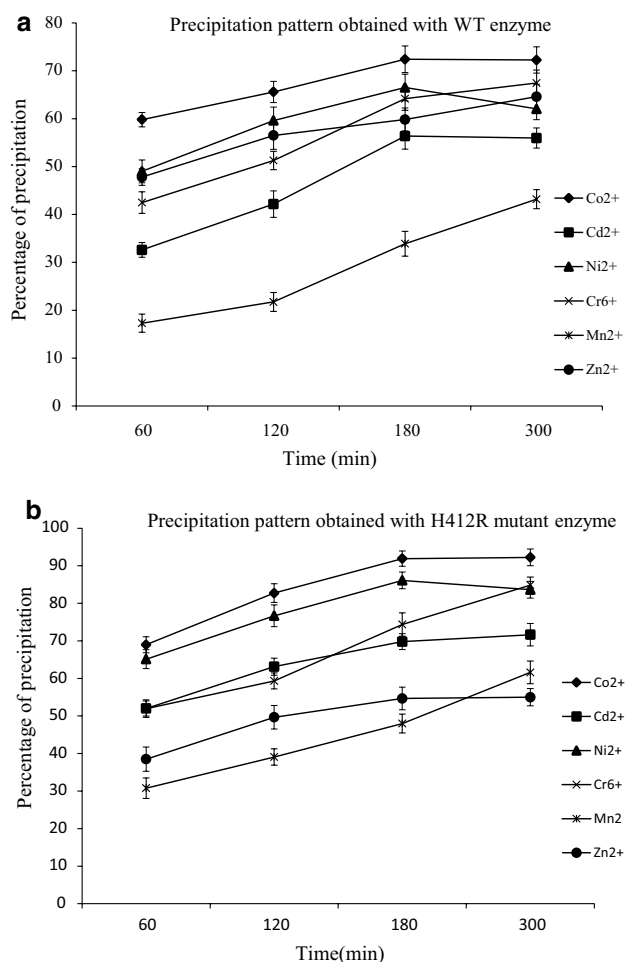 a
Precipitation pattern obtained with WT enzyme
Percentage of precipitation
80
70
60
50
40
30
20
10
0
60 120 180 300
Time (min)
Co2+
Cd2+
Ni2+
Cr6+
Mn2+
Zn2+
b
Precipitation pattern obtained with H412R mutant enzyme
Percentage of precipitation
100
90
80
70
60
50
40
30
20
10
0
60 120 180 300
Time(min)
Co2+
Cd2+
Ni2+
Cr6+
Mn2
Zn2+